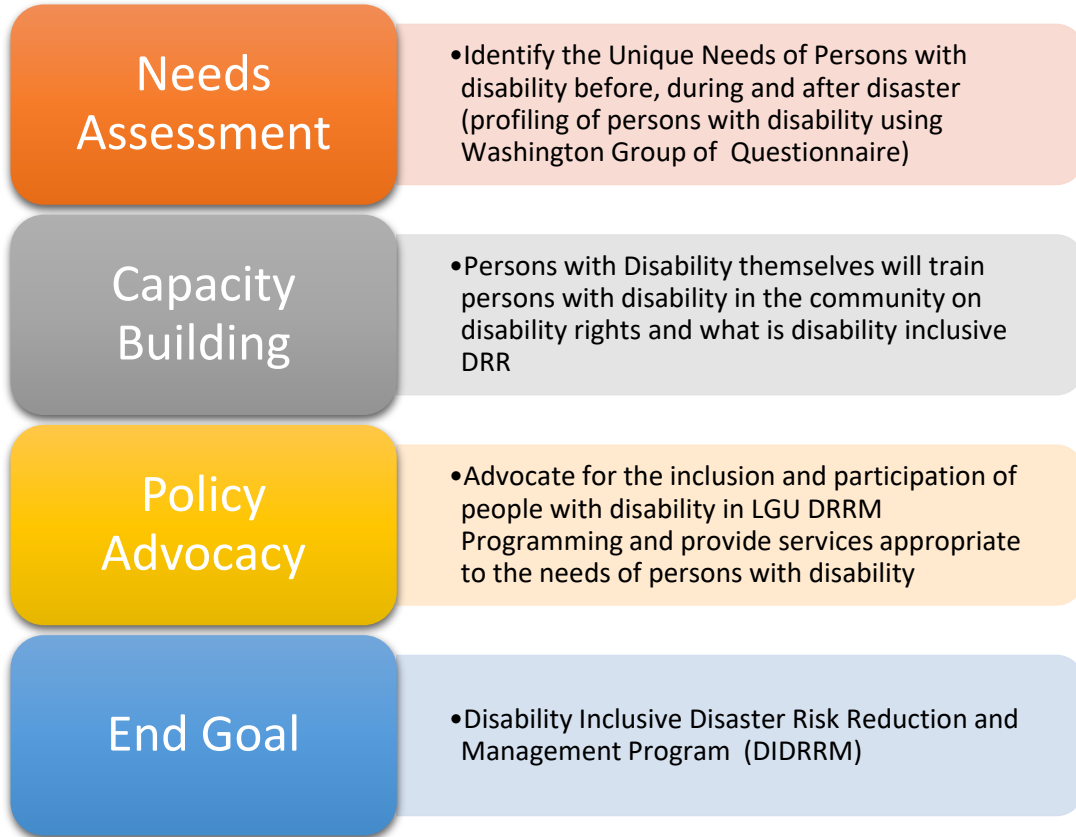 Needs
Assessment
•Identify the Unique Needs of Persons with
disability before, during and after disaster
(profiling of persons with disability using
Washington Group of  Questionnaire)
Capacity
Building
•Persons with Disability themselves will train
persons with disability in the community on
disability rights and what is disability inclusive
DRR
Policy
Advocacy
•Advocate for the inclusion and participation of
people with disability in LGU DRRM
Programming and provide services appropriate
to the needs of persons with disability
End Goal
•Disability Inclusive Disaster Risk Reduction and
Management Program  (DIDRRM)